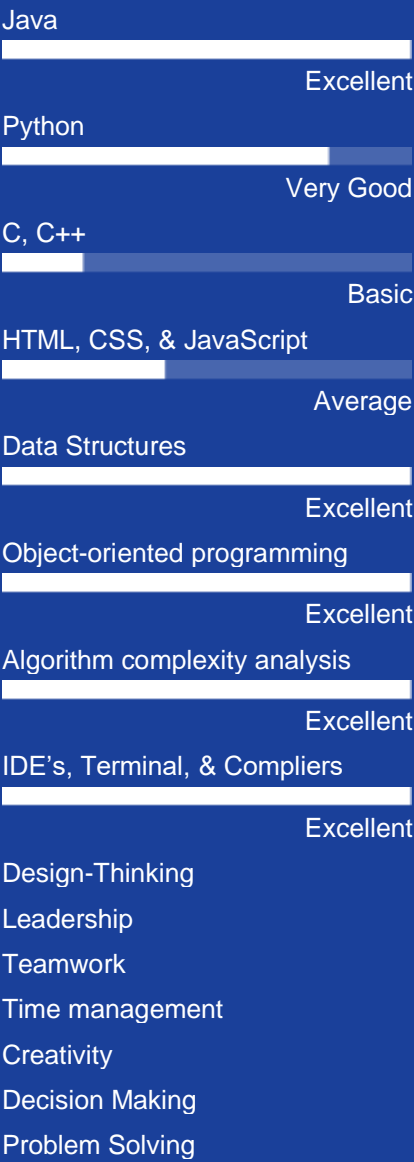 Java
Excellent
Python
Very Good
C, C++
Basic
HTML, CSS, & JavaScript
Average
Data Structures
Excellent
Object-oriented programming
Excellent
Algorithm complexity analysis
Excellent
IDE’s, Terminal, & Compliers
Excellent
Design-Thinking
Leadership
Teamwork
Time management
Creativity
Decision Making
Problem Solving